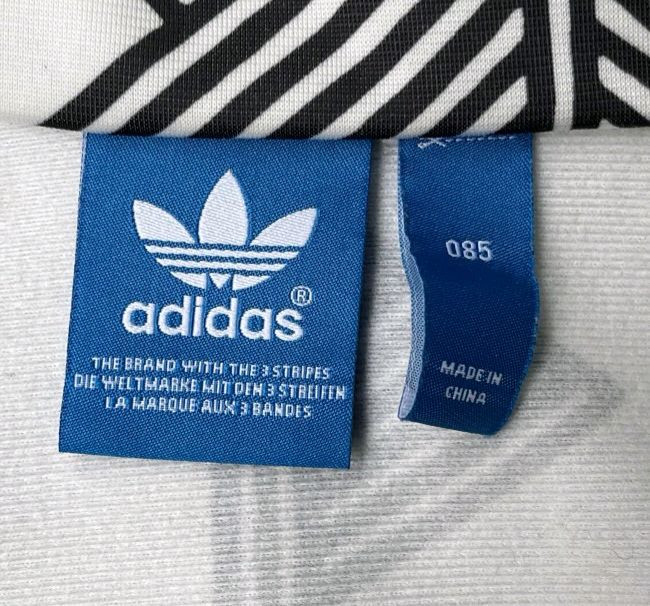 adidas®
THE BRAND WITH THE 3 STRIPES
DIE WELTMARKE MIT DEN 3 STREIFEN
LA MARQUE AUX 3 BANDES
085
MADE IN
CHINA